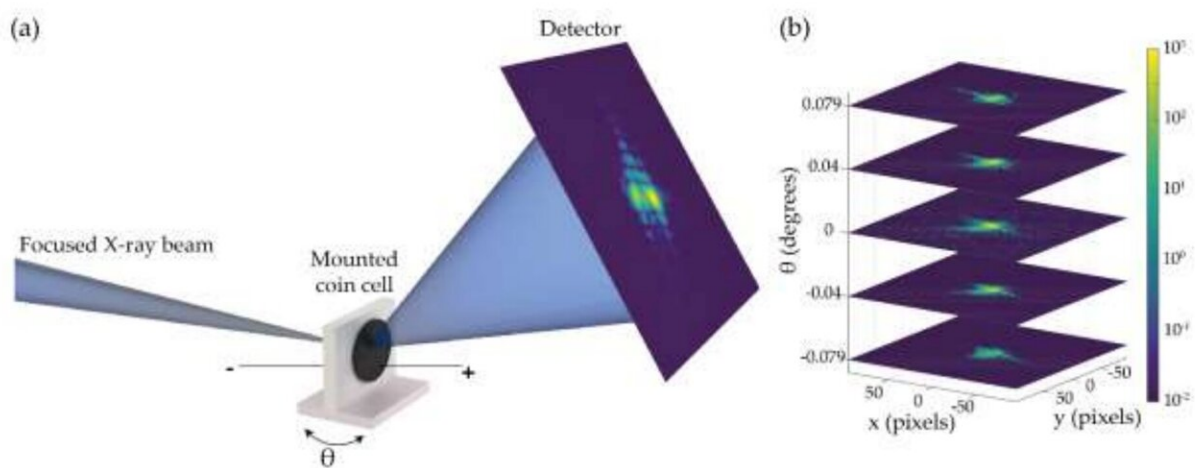 (a)
Detector
Focused X-ray beam
Mounted
coin cell
-
+
θ
(b)
θ (degrees)
0.079
0.04
0
-0.04
-0.079
50
0
-50
x (pixels)
50
0
-50
y (pixels)
10³
10²
10¹
10⁰
10⁻¹
10⁻²